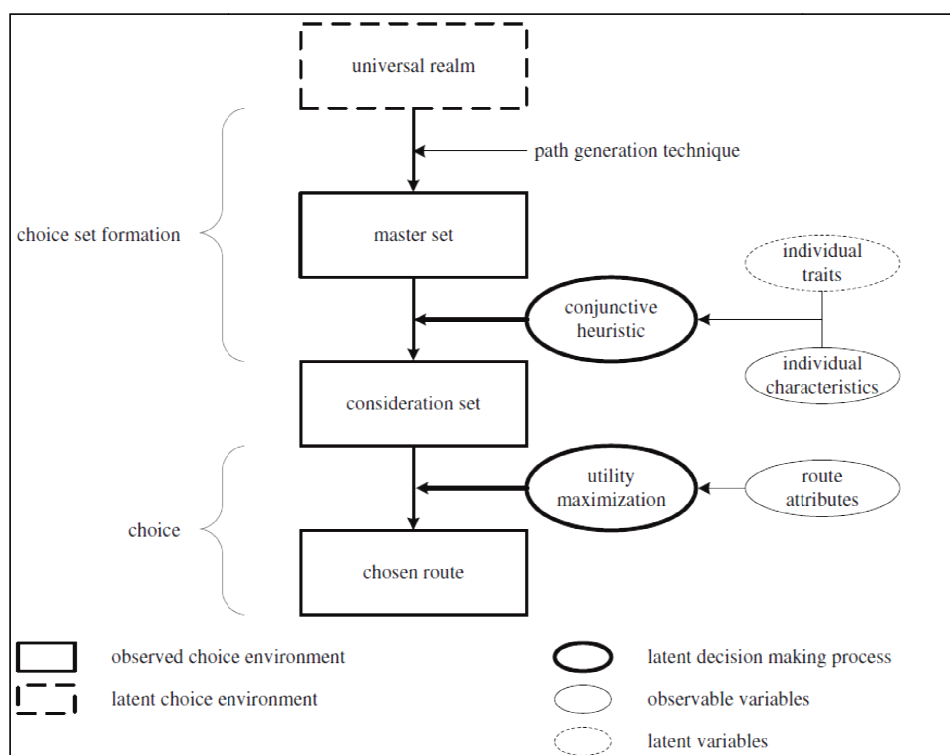 universal realm
path generation technique
choice set formation
master set
individual
traits
conjunctive
heuristic
individual
characteristics
consideration set
utility
maximization
route
attributes
choice
chosen route
observed choice environment
latent decision making process
latent choice environment
observable variables
latent variables